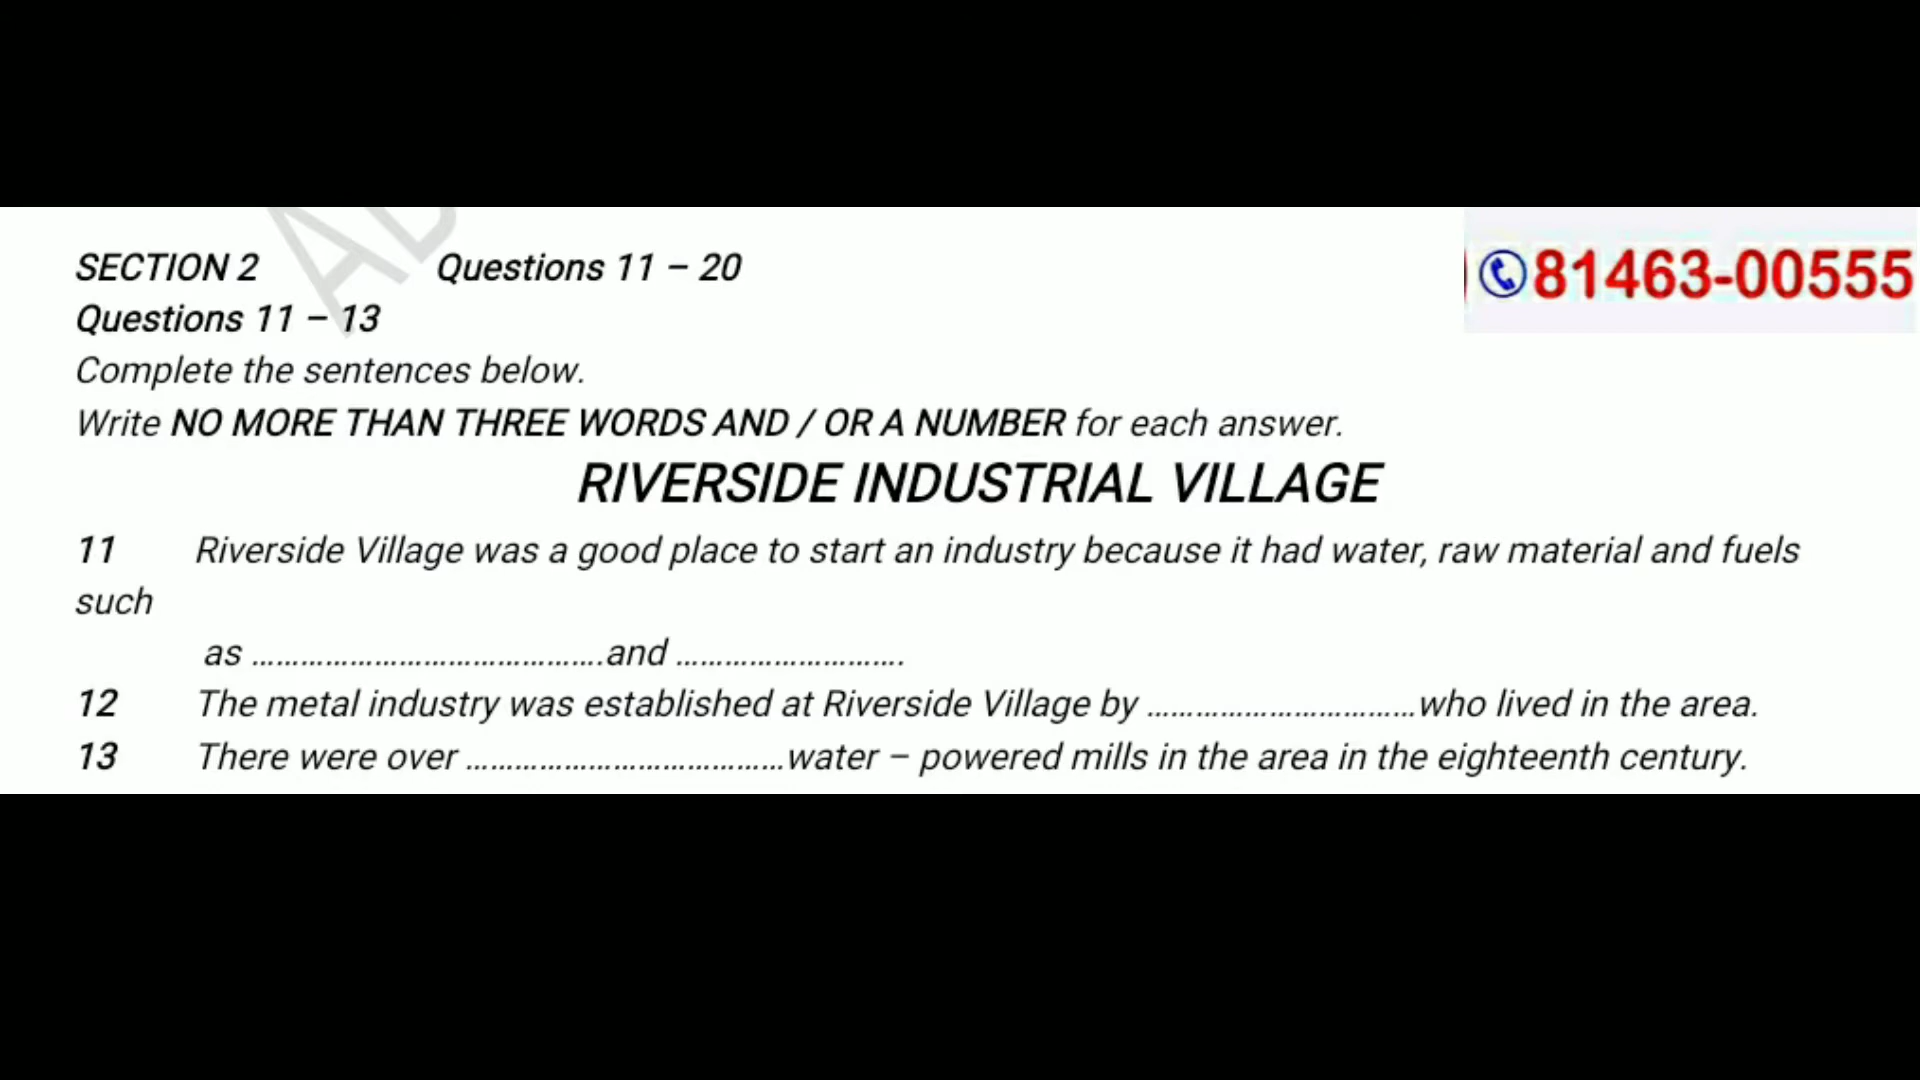 SECTION 2 Questions 11 – 20
81463-00555
Questions 11 – 13
Complete the sentences below.
Write NO MORE THAN THREE WORDS AND / OR A NUMBER for each answer.
RIVERSIDE INDUSTRIAL VILLAGE
11 Riverside Village was a good place to start an industry because it had water, raw material and fuels
such
as ………………………………….and …………………….
12 The metal industry was established at Riverside Village by …………………………who lived in the area.
13 There were over ………………………………water – powered mills in the area in the eighteenth century.